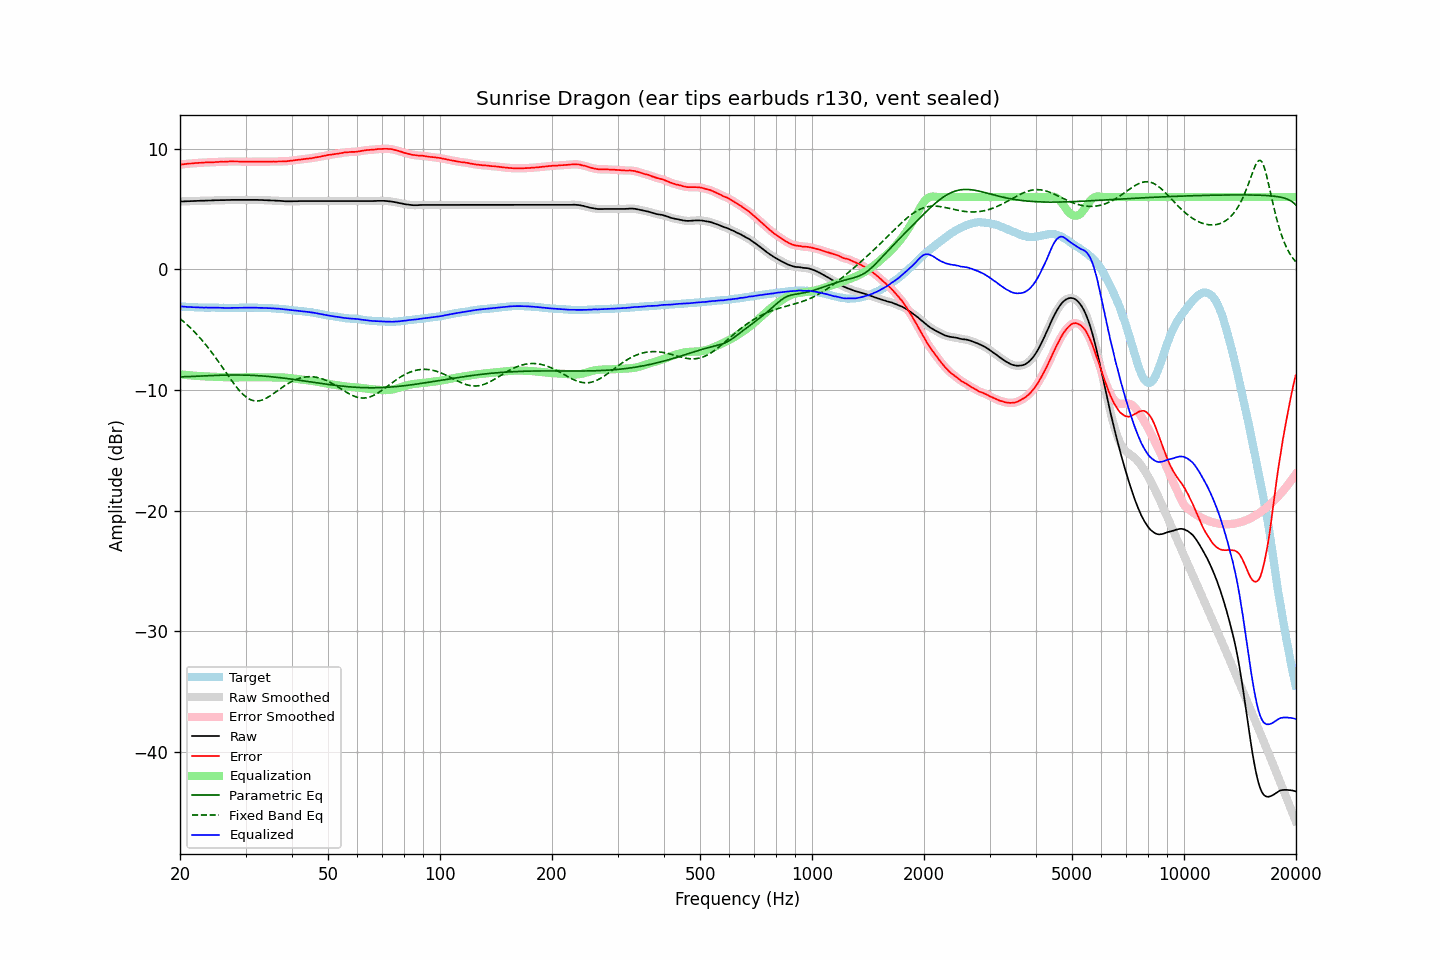 Sunrise Dragon (ear tips earbuds r130, vent sealed)
Amplitude (dBr)
10
0
−10
−20
−30
−40
Target
Raw Smoothed
Error Smoothed
Raw
Error
Equalization
Parametric Eq
Fixed Band Eq
Equalized
20 50 100 200 500 1000 2000 5000 10000 20000
Frequency (Hz)